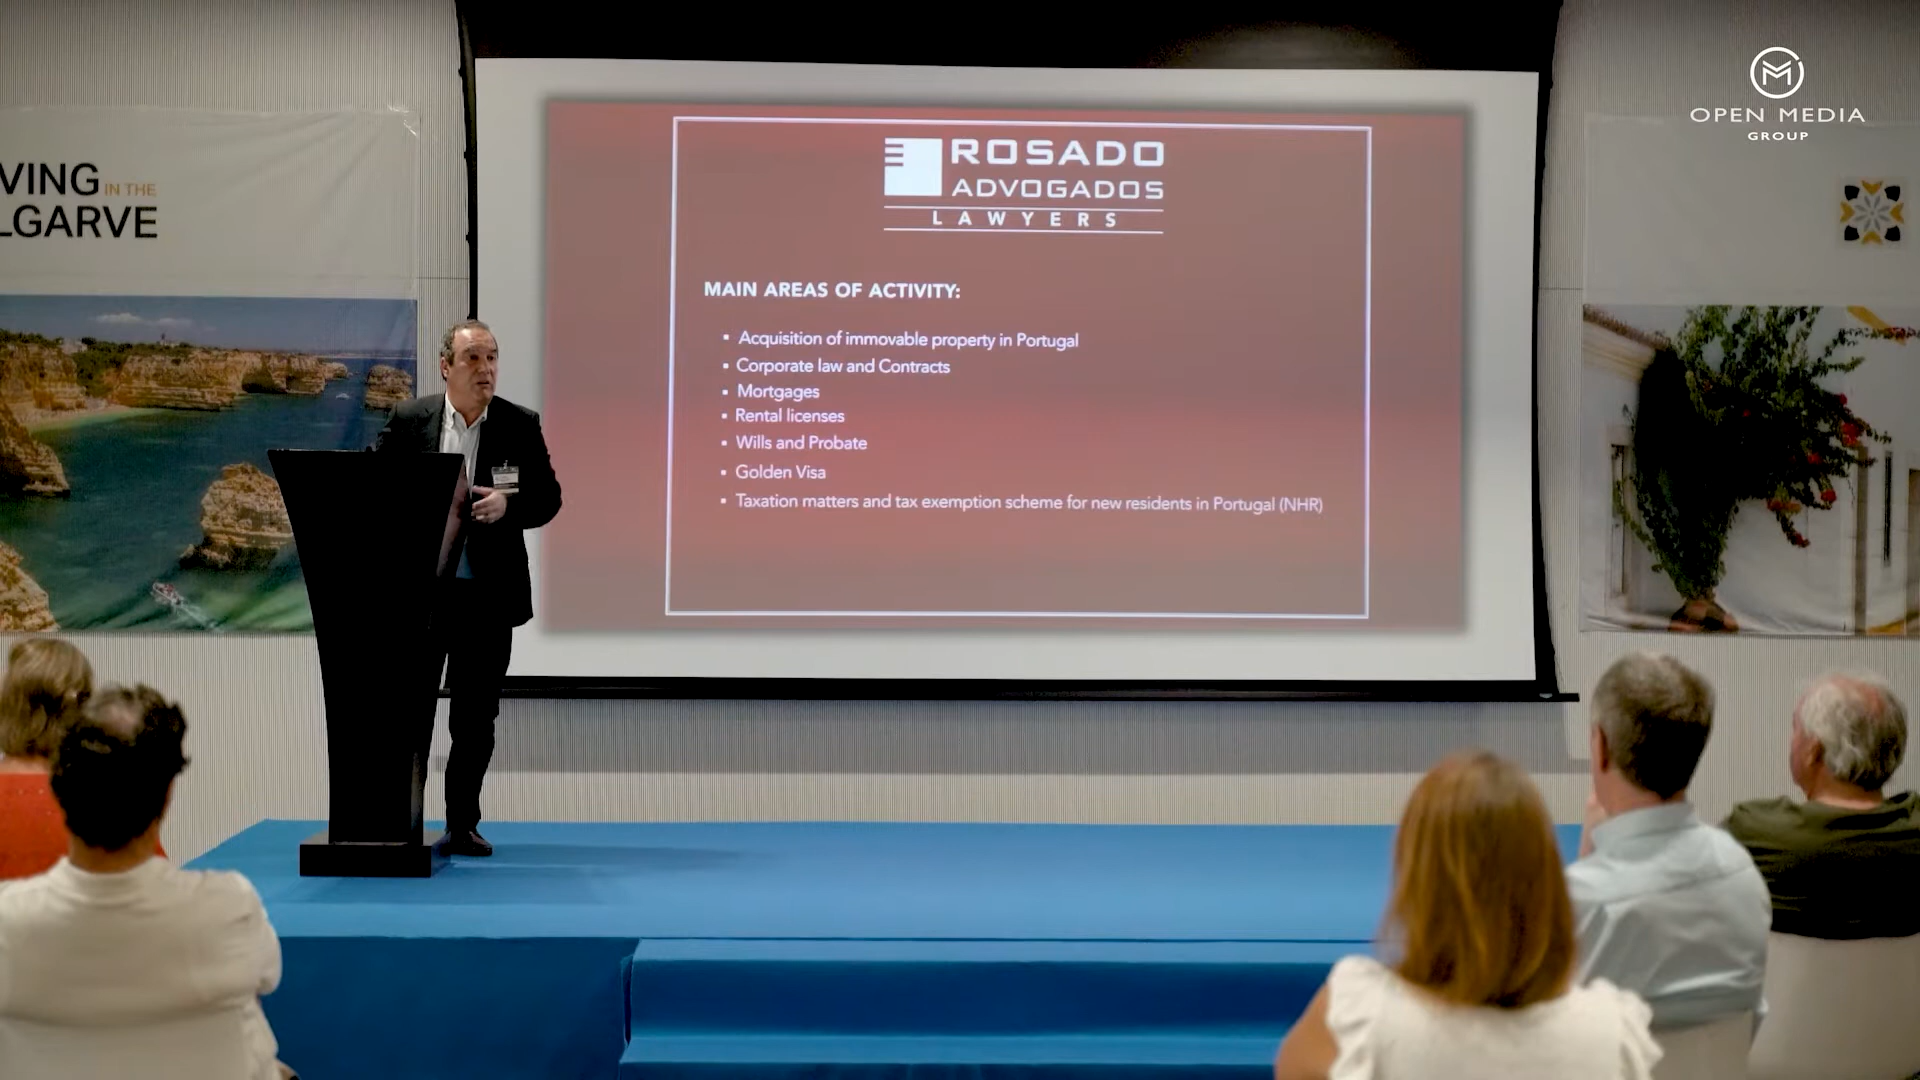 OPEN MEDIA
GROUP
VING IN THE
LGARVE
ROSADO
ADVOGADOS
LAWYERS
MAIN AREAS OF ACTIVITY:
▪ Acquisition of immovable property in Portugal
▪ Corporate law and Contracts
▪ Mortgages
▪ Rental licenses
▪ Wills and Probate
▪ Golden Visa
▪ Taxation matters and tax exemption scheme for new residents in Portugal (NHR)